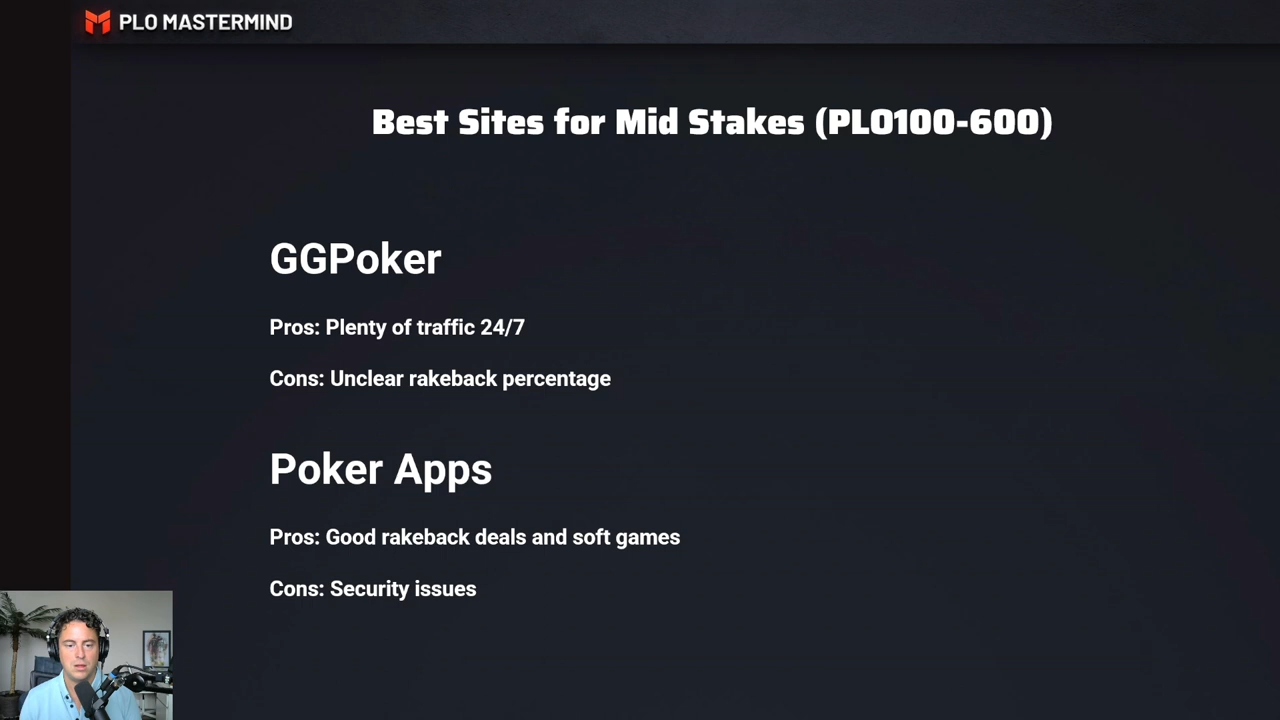 PLO MASTERMIND
Best Sites for Mid Stakes (PLO100-600)
GGPoker
Pros: Plenty of traffic 24/7
Cons: Unclear rakeback percentage
Poker Apps
Pros: Good rakeback deals and soft games
Cons: Security issues